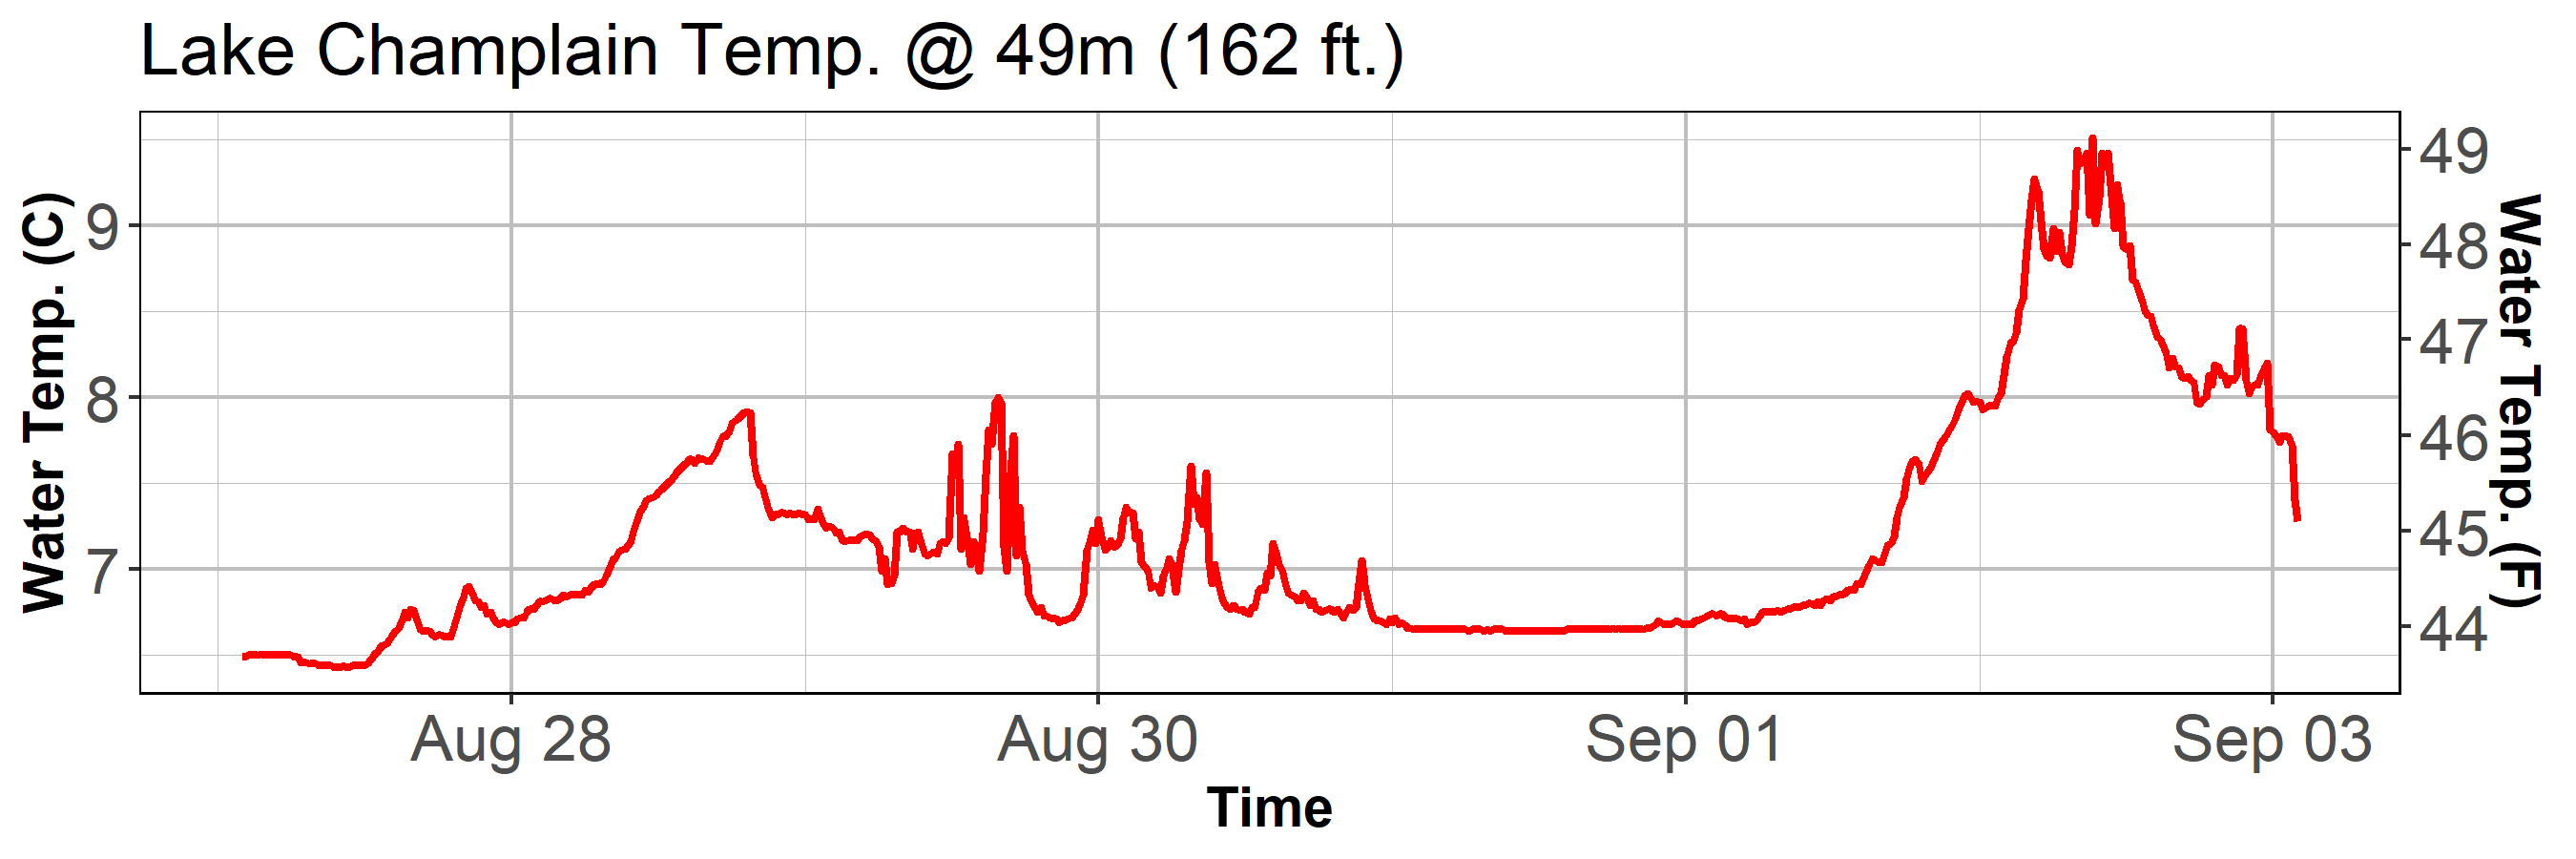 Lake Champlain Temp. @ 49m (162 ft.)
Water Temp. (C)
9
8
7
49
48
47
46
45
44
Water Temp. (F)
Aug 28
Aug 30
Sep 01
Sep 03
Time